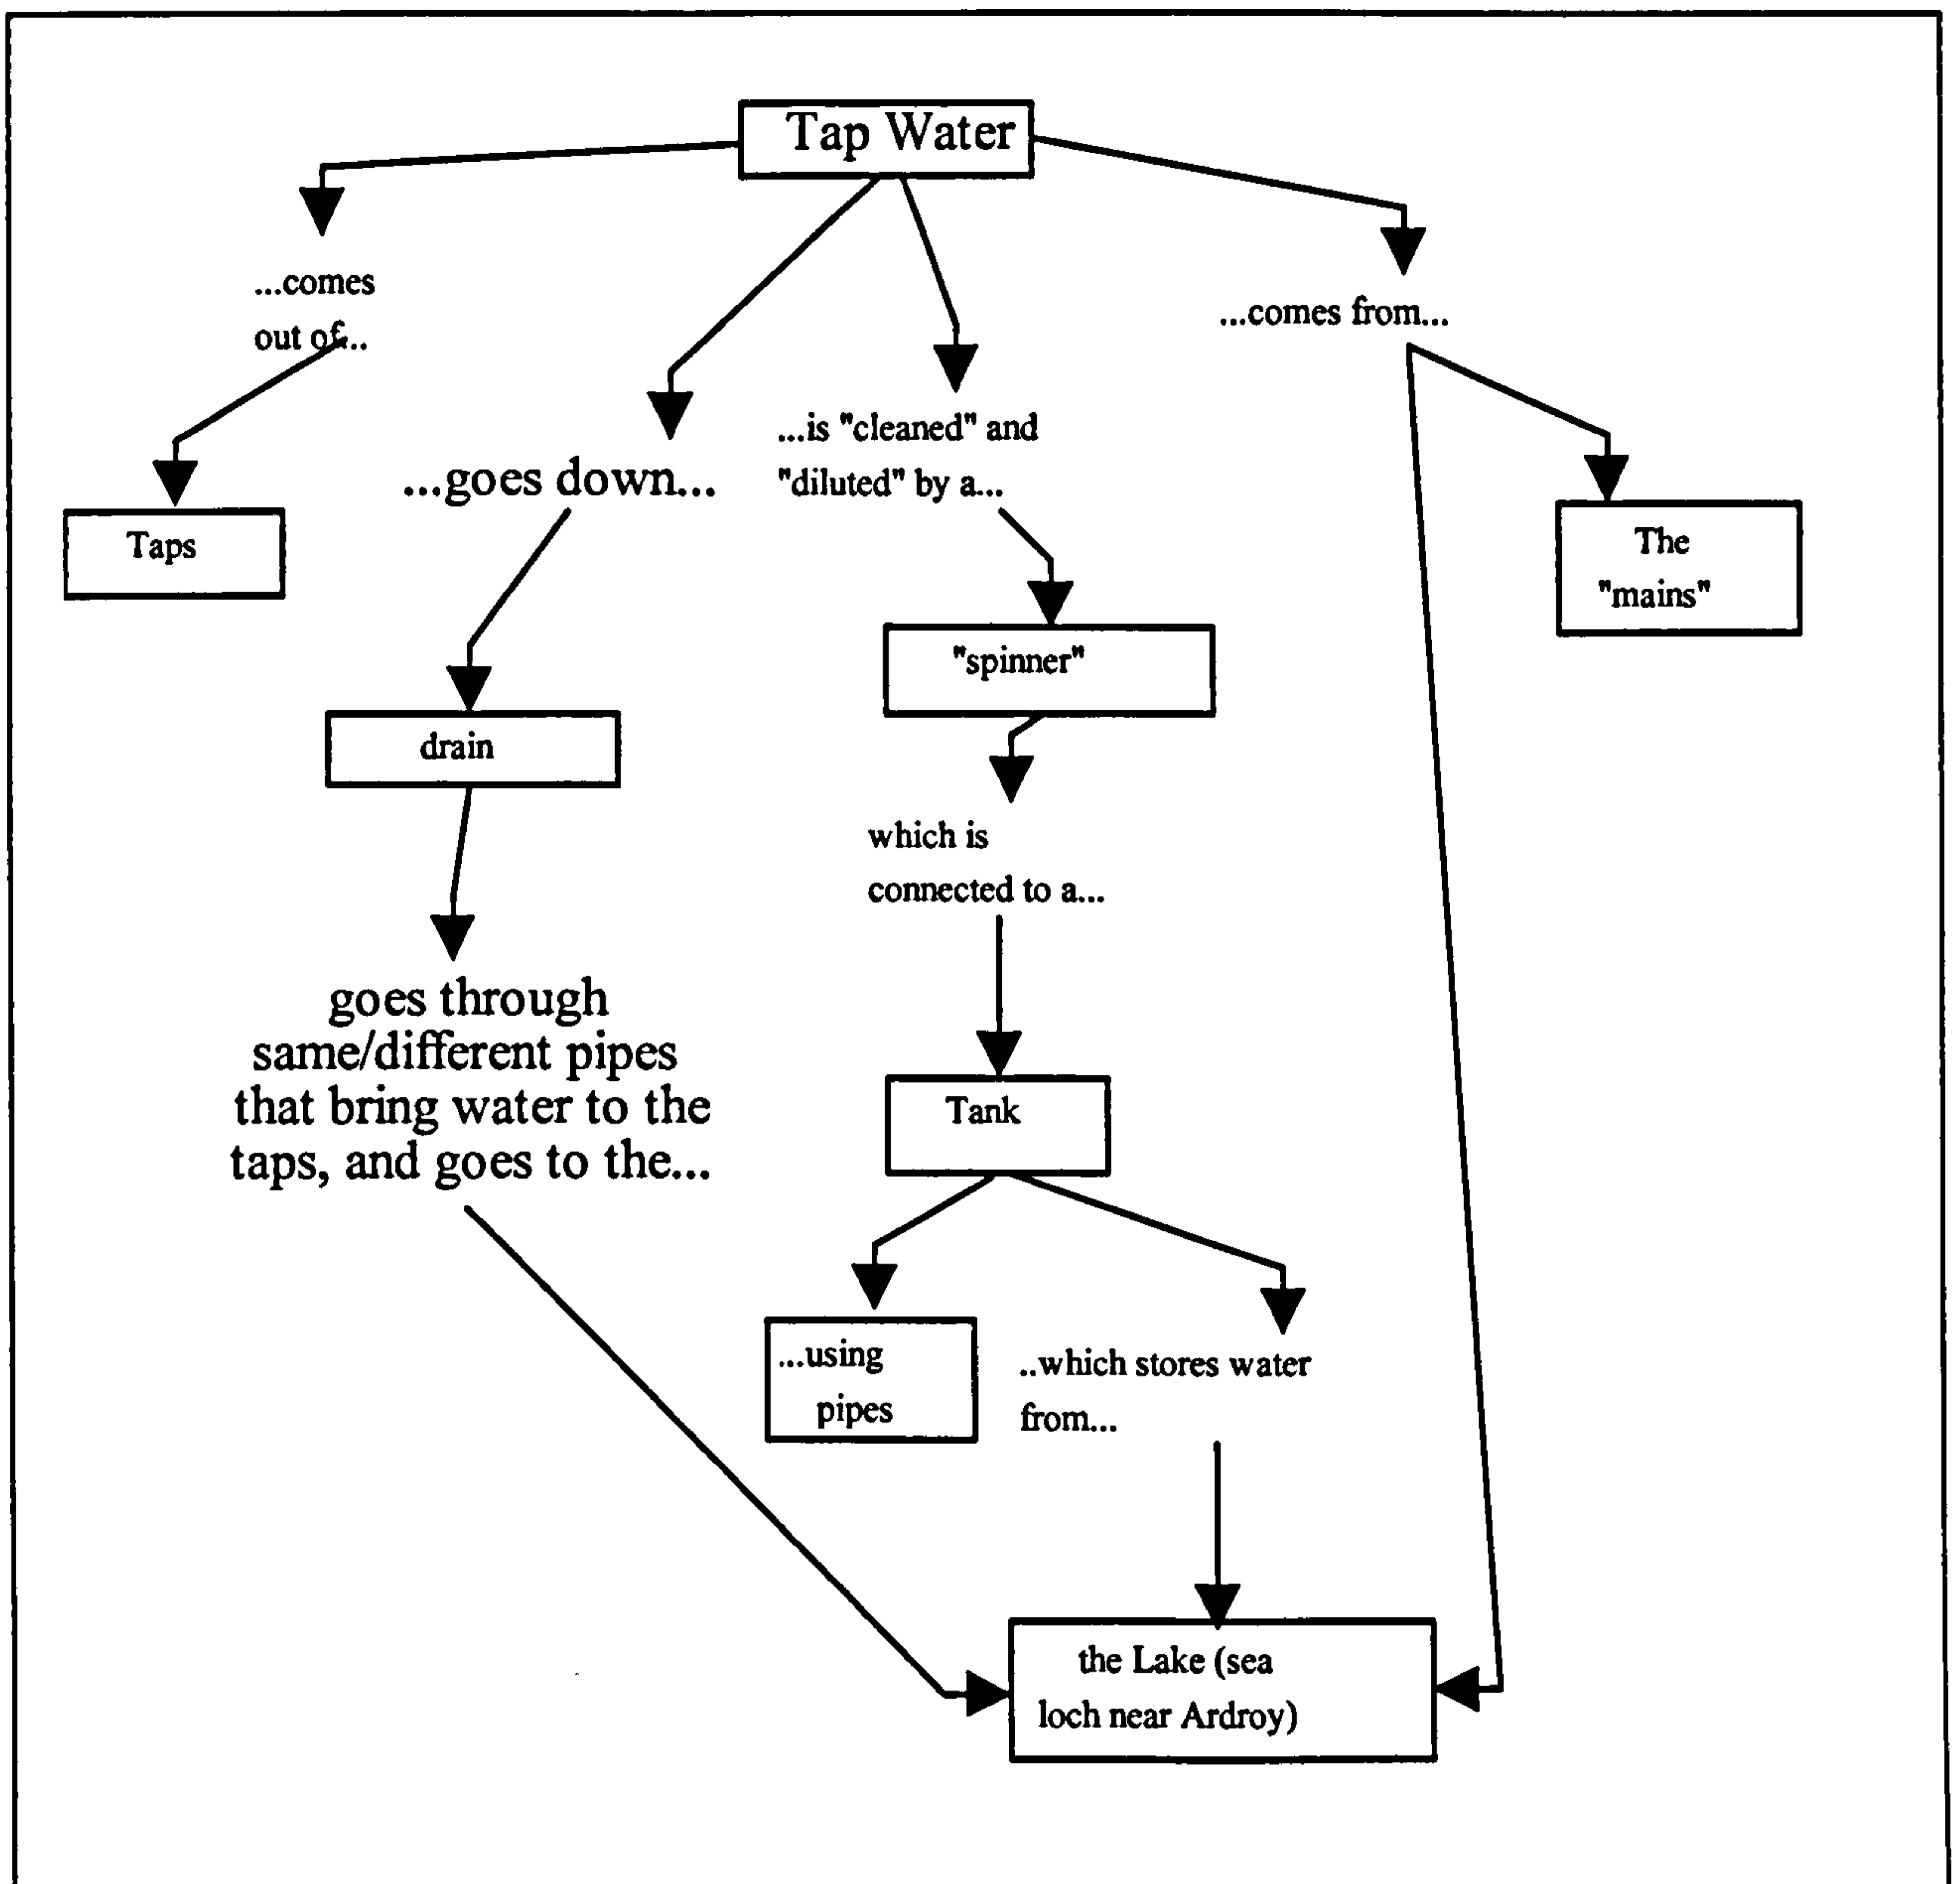 Tap Water
...comes
out of...
...comes from...
...goes down...
...is "cleaned" and
"diluted" by a...
Taps
The
"mains"
"spinner"
drain
which is
connected to a...
goes through
same/different pipes
that bring water to the
taps, and goes to the...
Tank
...using
pipes
..which stores water
from...
the Lake (sea
loch near Ardroy)